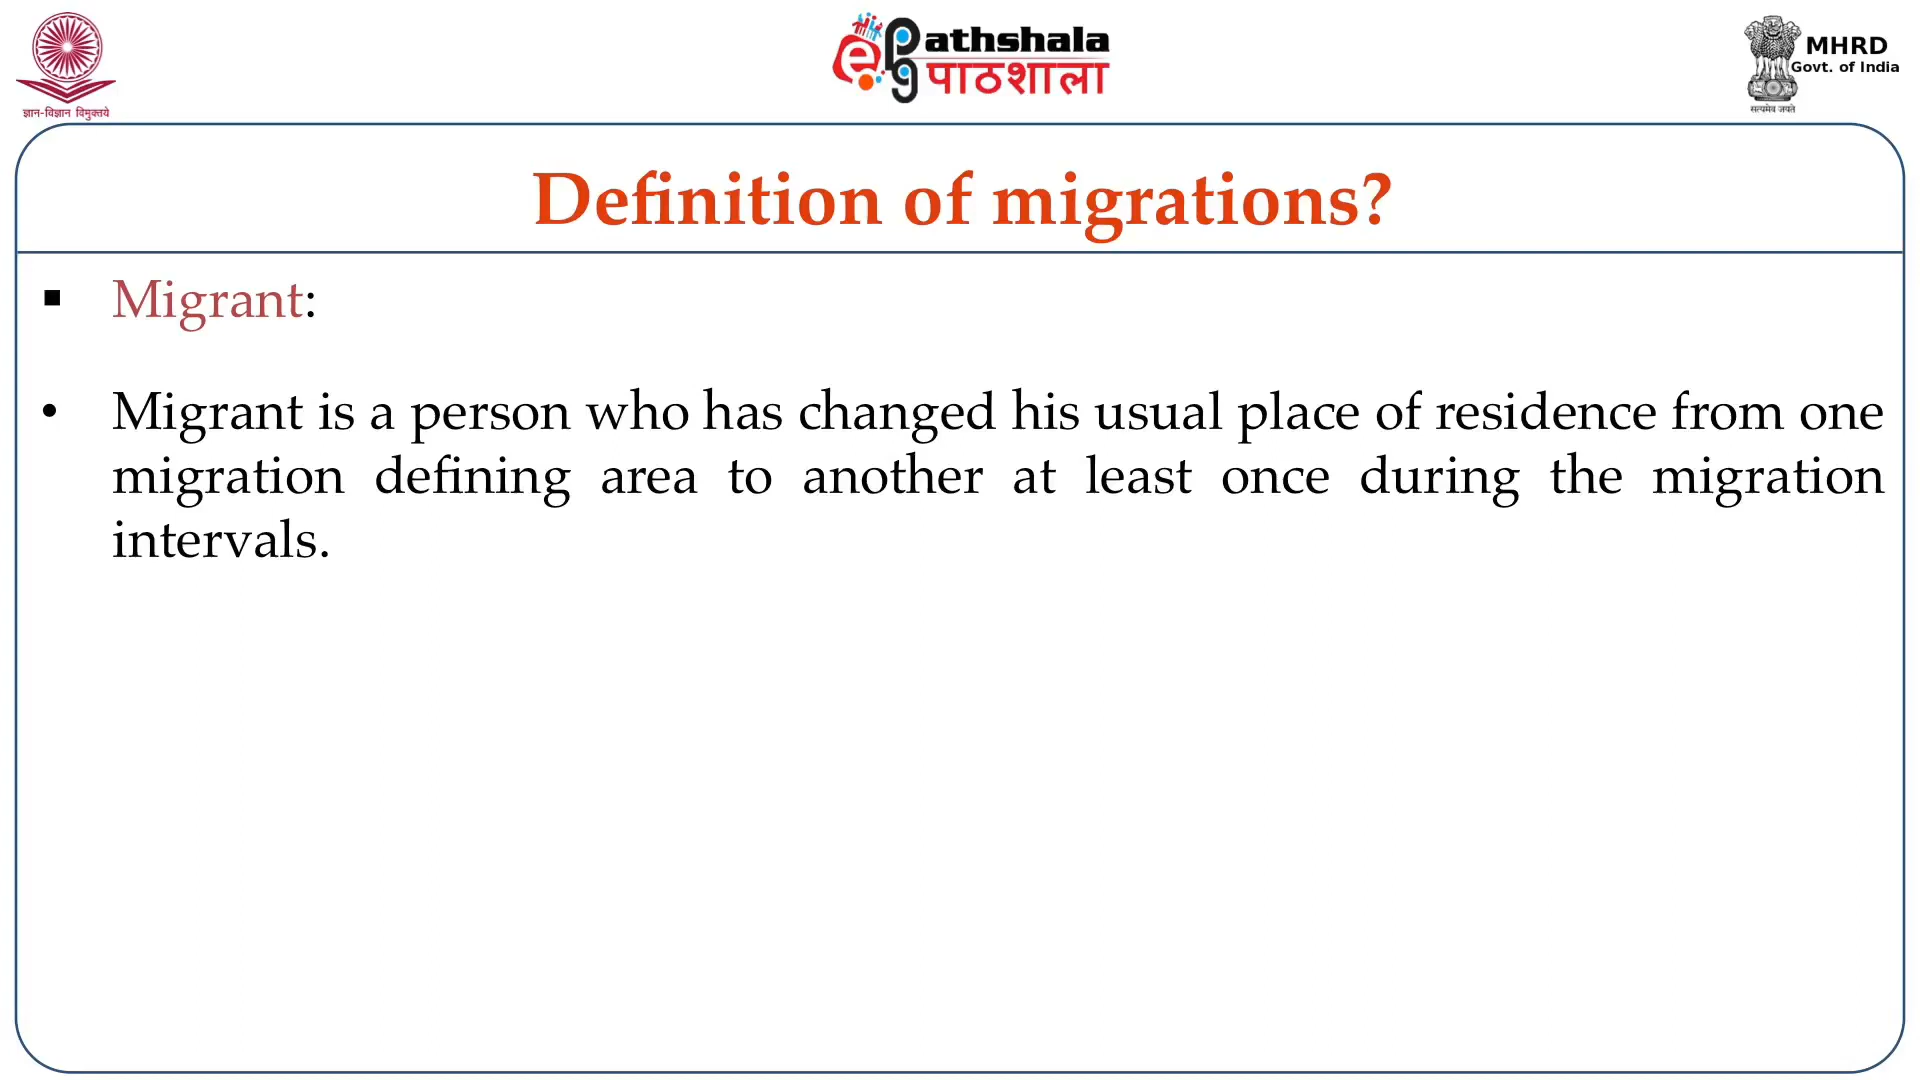 ज्ञान-विज्ञान विमुक्तये
e
pg
athshala
पाठशाला
MHRD
Govt. of India
सत्यमेव जयते
Definition of migrations?
▪ Migrant:
• Migrant is a person who has changed his usual place of residence from one
migration defining area to another at least once during the migration
intervals.